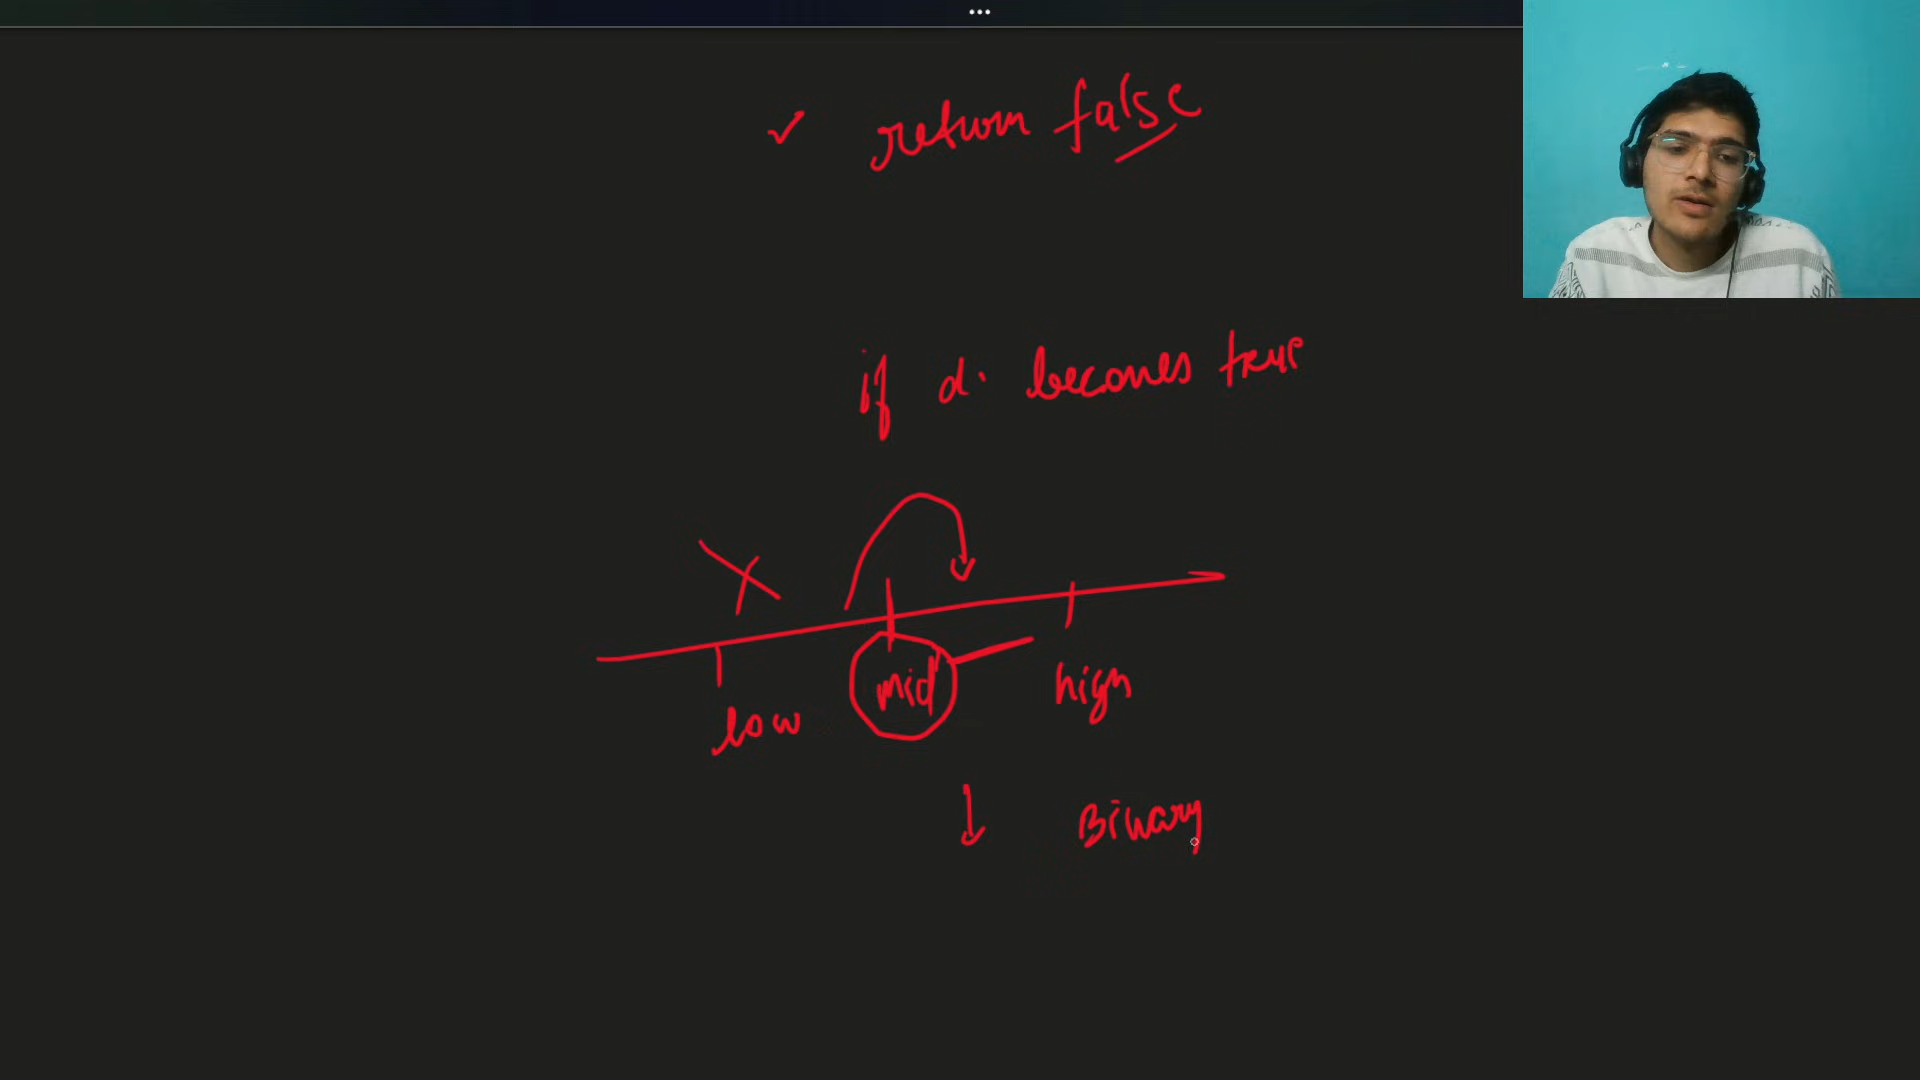 ✓ return false
if d. becomes true
X
mid
high
low
↓ Binary